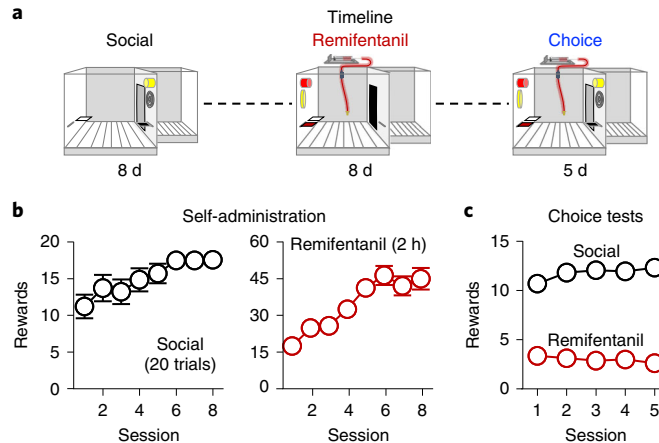 a
Timeline
Social
Remifentanil
Choice
8 d
8 d
5 d
b
Self-administration
c
Choice tests
Rewards
20
15
10
5
0
Social
(20 trials)
2 4 6 8
Session
60
45
30
15
0
Remifentanil (2 h)
2 4 6 8
Session
Rewards
15
10
5
0
Social
Remifentanil
1 2 3 4 5
Session